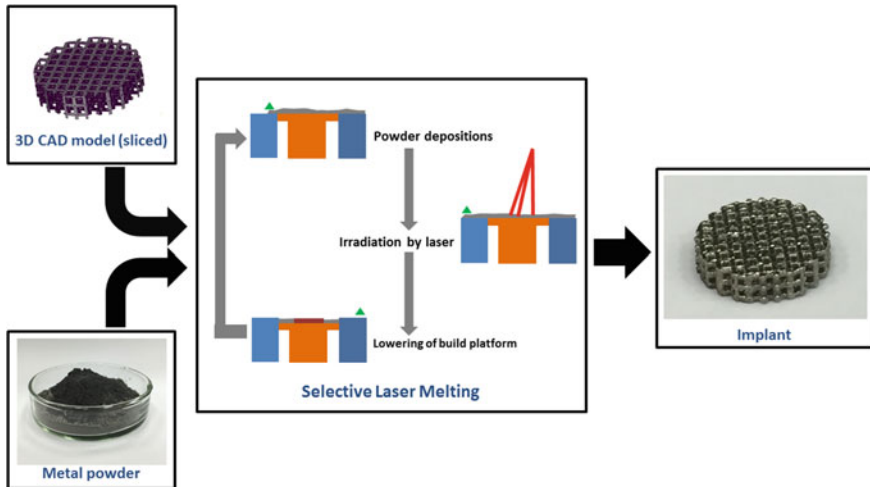 3D CAD model (sliced)
Metal powder
Powder depositions
Irradiation by laser
Lowering of build platform
Selective Laser Melting
Implant